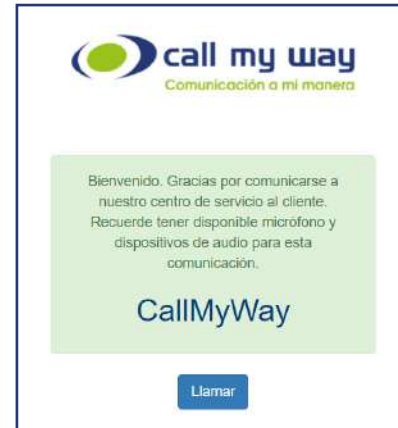 call my way
Comunicación a mi manera
Bienvenido. Gracias por comunicarse a
nuestro centro de servicio al cliente.
Recuerde tener disponible micrófono y
dispositivos de audio para esta
comunicación.
CallMyWay
Llamar